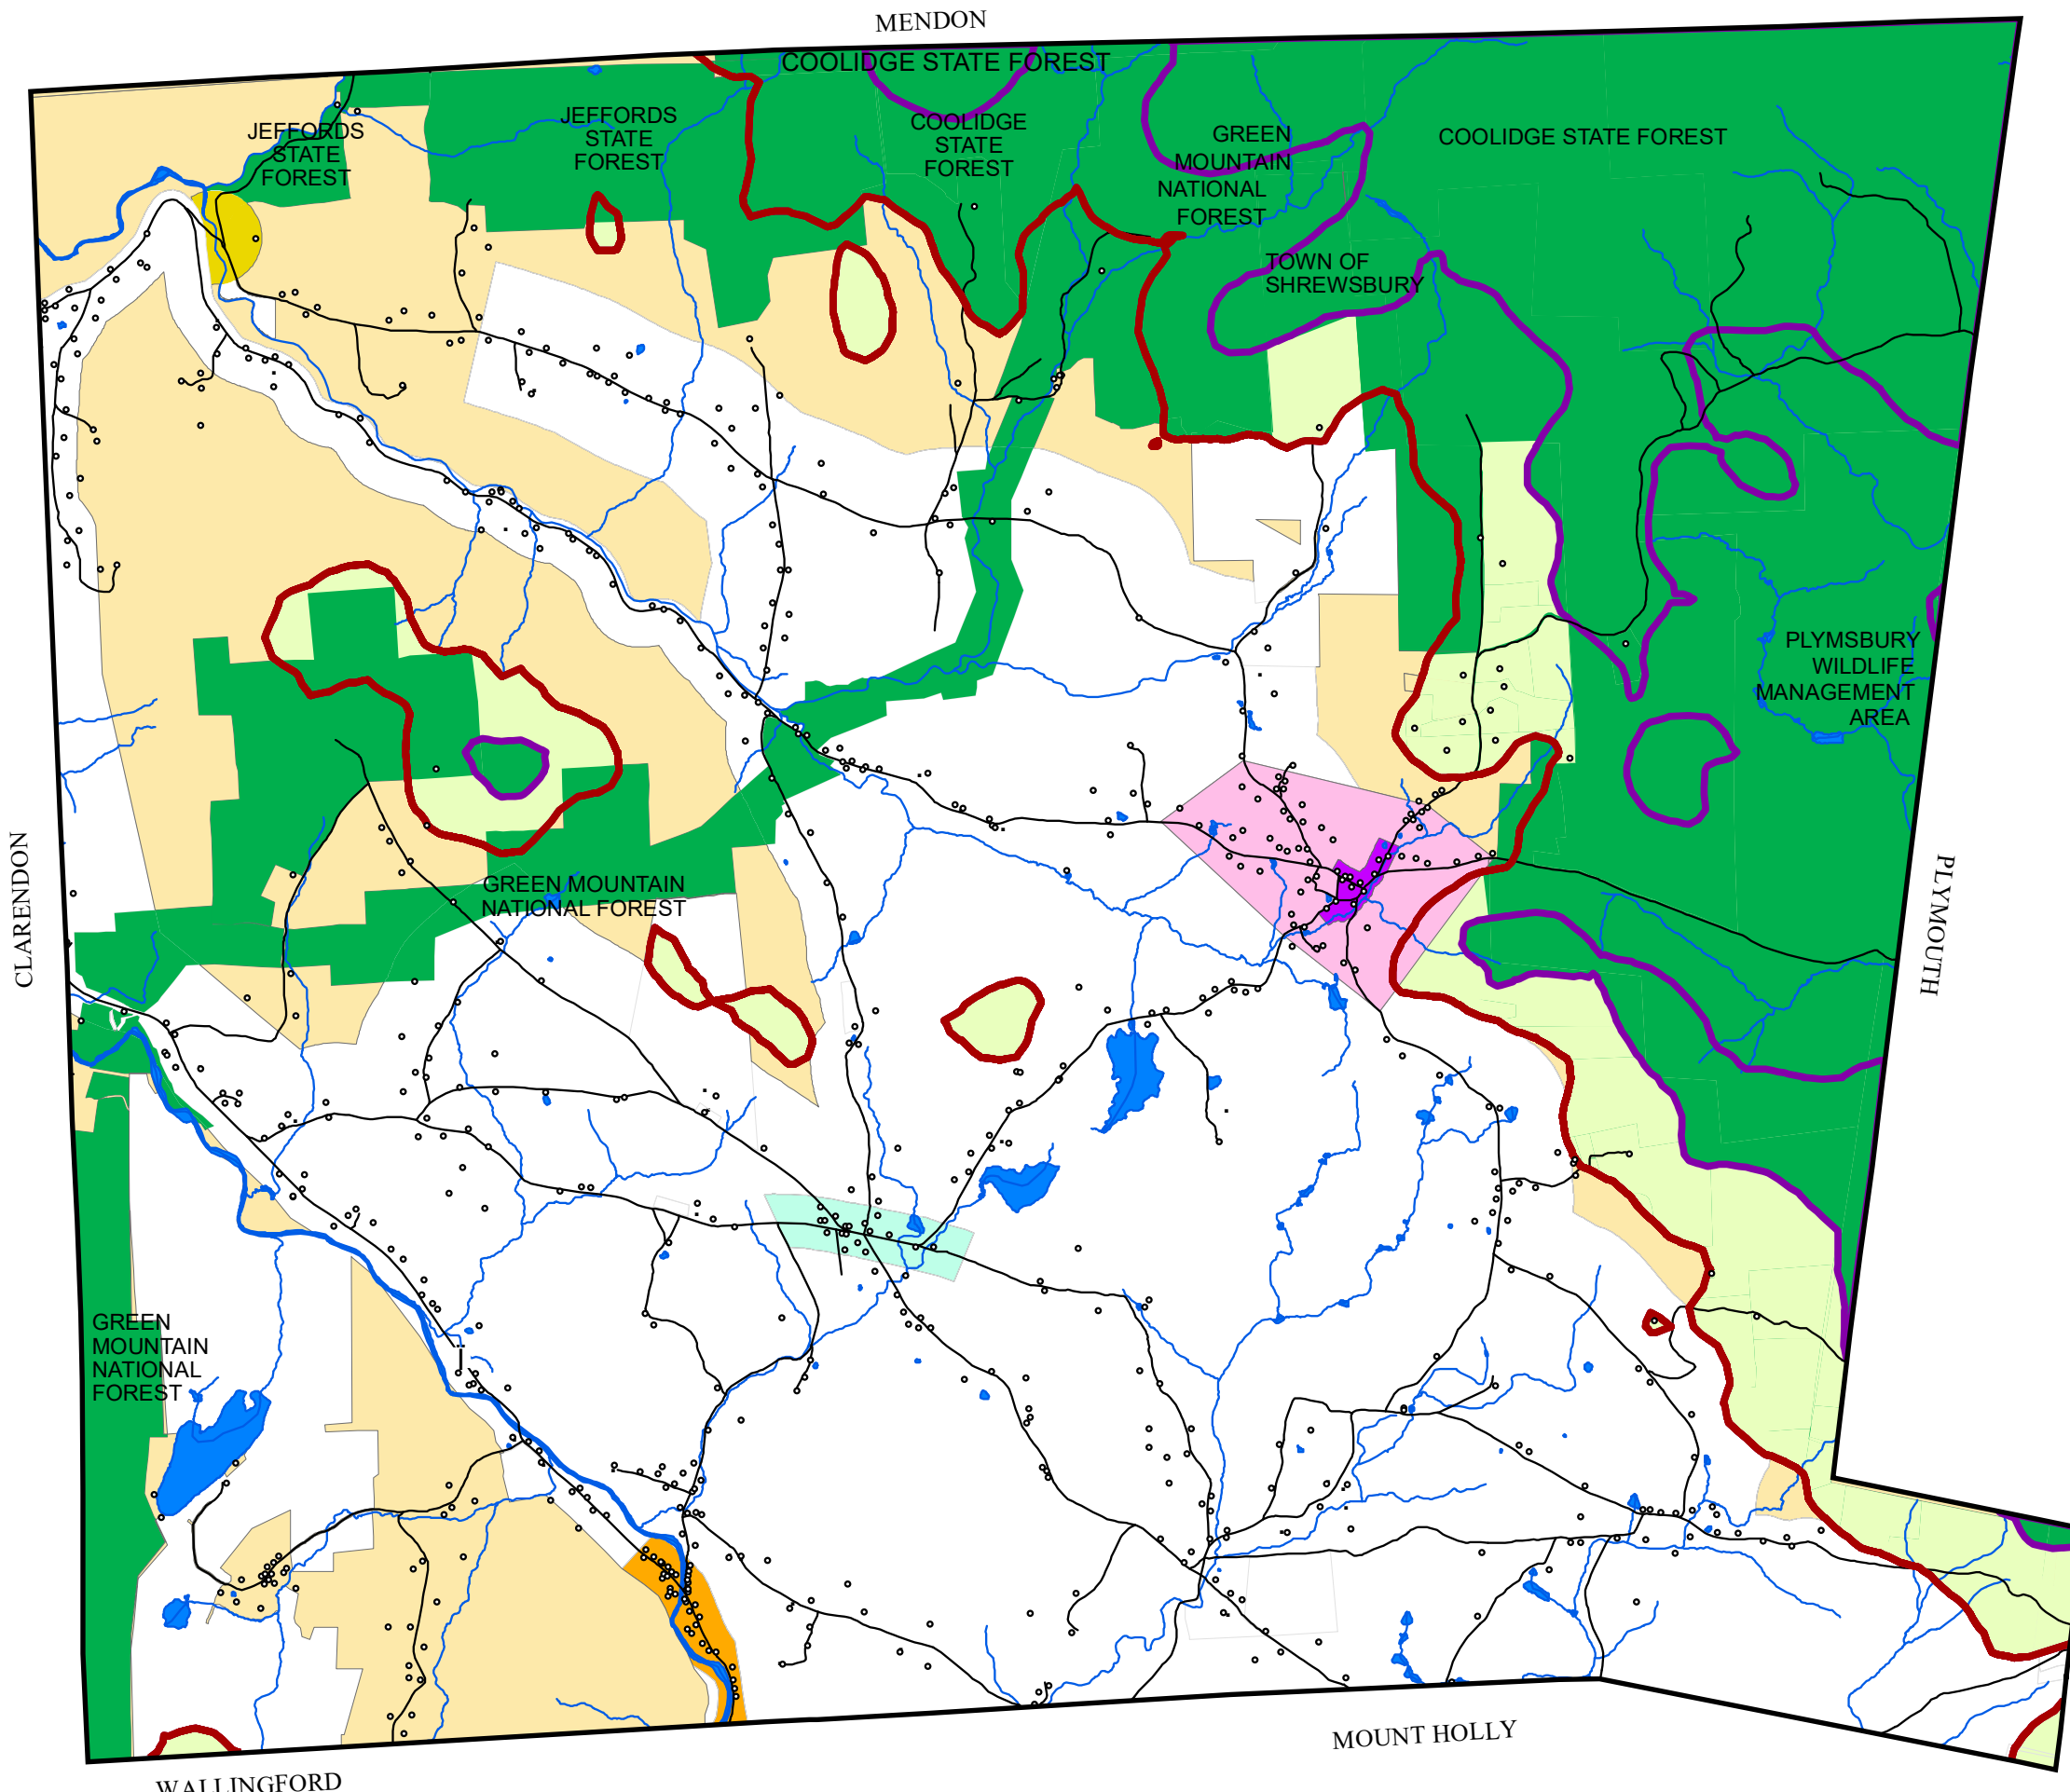 MENDON
COOLIDGE STATE FOREST
JEFFORDS
STATE
FOREST
JEFFORDS
STATE
FOREST
COOLIDGE
STATE
FOREST
GREEN
MOUNTAIN
NATIONAL
FOREST
COOLIDGE STATE FOREST
TOWN OF
SHREWSBURY
PLYMSBURY
WILDLIFE
MANAGEMENT
AREA
CLARENDON
GREEN MOUNTAIN
NATIONAL FOREST
PLYMOUTH
GREEN
MOUNTAIN
NATIONAL
FOREST
MOUNT HOLLY
WALLINGFORD